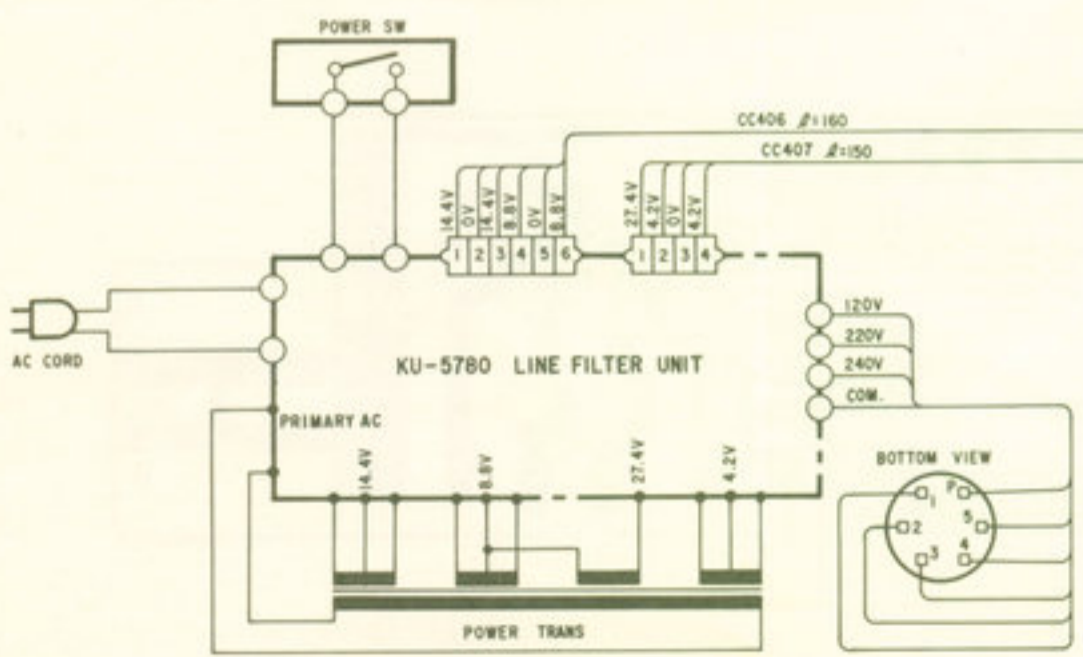 POWER SW
CC406 ℓ=160
CC407 ℓ=150
14.4V 0V 14.4V 8.8V 0V 8.8V
27.4V 4.2V 0V 4.2V
1 2 3 4 5 6
1 2 3 4
AC CORD
KU-5780 LINE FILTER UNIT
120V
220V
240V
COM.
PRIMARY AC
14.4V 8.8V 27.4V 4.2V
BOTTOM VIEW
1 P
2 5
3 4
POWER TRANS